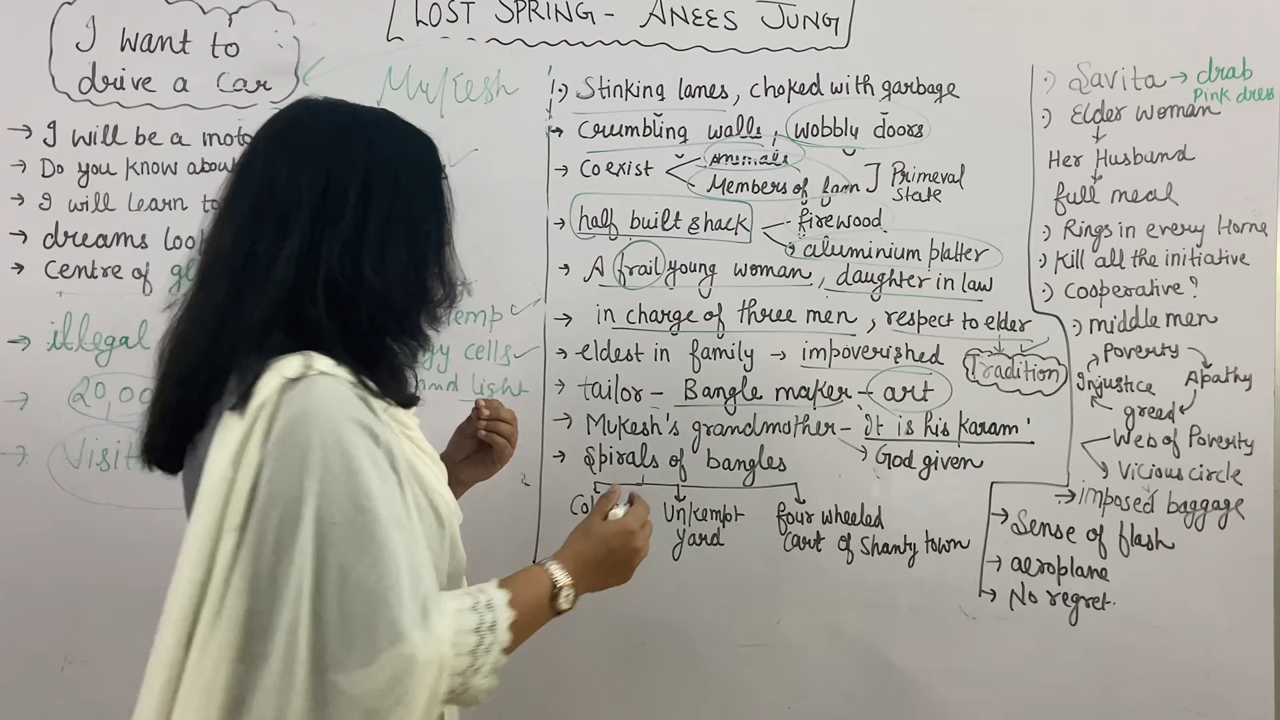 LOST SPRING - ANEES JUNG
I want to
drive a car
Mukesh
→ I will be a moto
→ Do you know about
→ I will learn to
→ dreams loo
→ centre of
→ illegal
→ 20,00
→ Visit
temp
gy cells
and light
1.) Stinking lanes, choked with garbage
→ Crumbling walls, wobbly doors
→ Coexist
animals
Members of fam
Primeval
State
→ half built shack
firewood
aluminium platter
→ A frail young woman, daughter in law
→ in charge of three men, respect to elder
→ eldest in family → impoverished
Tradition
→ tailor - Bangle maker - art
→ Mukesh's grandmother - It is his karam'
→ God given
→ Spirals of bangles
Unkempt
yard
four wheeled
Cart of Shanty town
:) Savita → drab
Pink dress
:) Elder woman
Her Husband
full meal
:) Rings in every Home
:) Kill all the initiative
:) Cooperative?
:) middle men
Poverty
Apathy
greed
Injustice
Web of Poverty
Vicious circle
→ imposed baggage
→ Sense of flash
→ aeroplane
→ No regret.